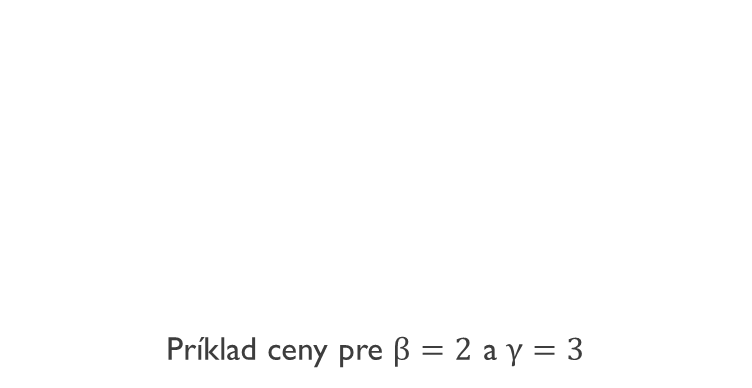 Príklad ceny pre β = 2 a γ = 3